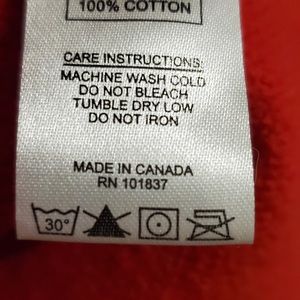 100% COTTON
CARE INSTRUCTIONS:
MACHINE WASH COLD
DO NOT BLEACH
TUMBLE DRY LOW
DO NOT IRON
MADE IN CANADA
RN 101837
30°